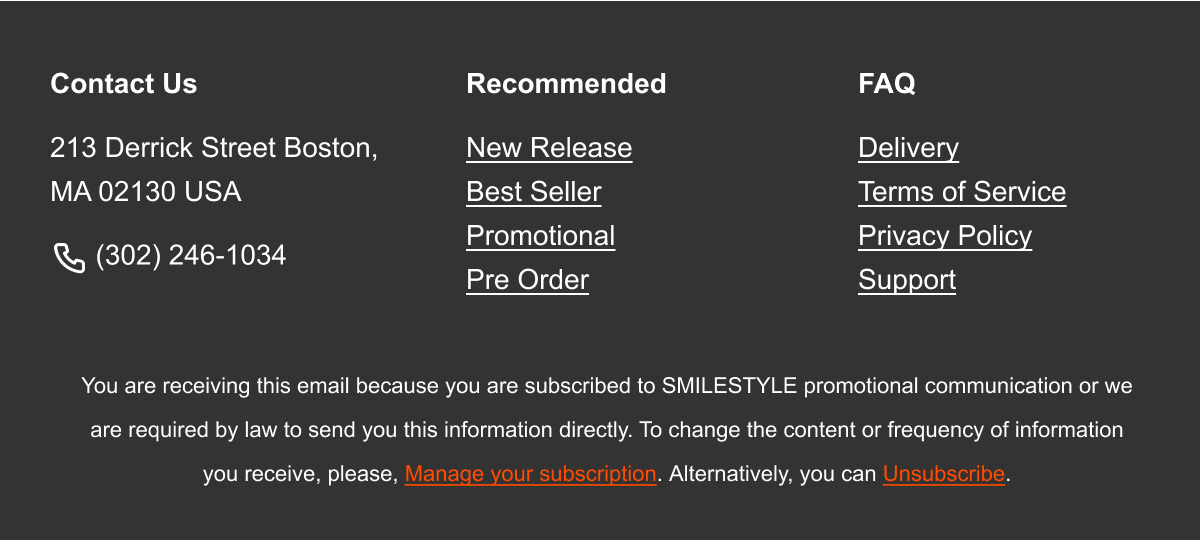 Contact Us
213 Derrick Street Boston,
MA 02130 USA
(302) 246-1034
Recommended
New Release
Best Seller
Promotional
Pre Order
FAQ
Delivery
Terms of Service
Privacy Policy
Support
You are receiving this email because you are subscribed to SMILESTYLE promotional communication or we
are required by law to send you this information directly. To change the content or frequency of information
you receive, please, Manage your subscription. Alternatively, you can Unsubscribe.